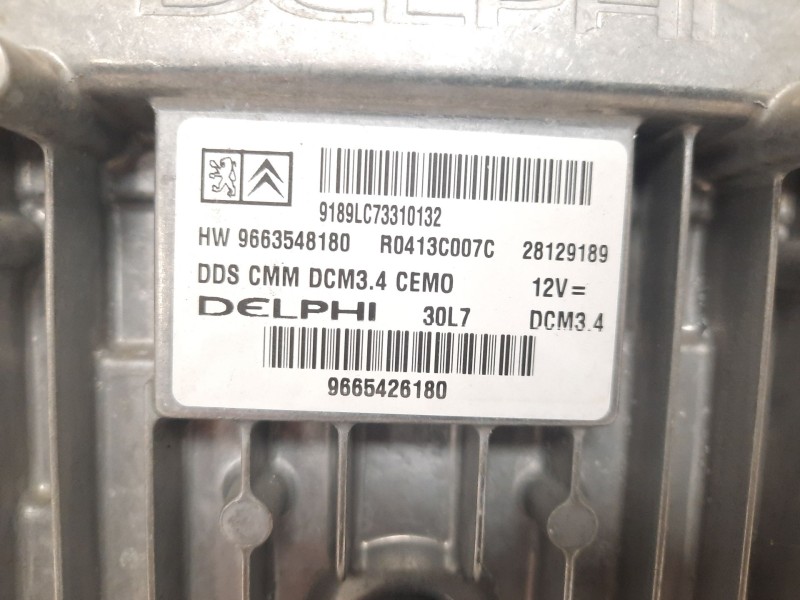 DELPHI
9189LC73310132
HW 9663548180 R0413C007C 28129189
DDS CMM DCM3.4 CEMO 12V =
DELPHI 30L7 DCM3.4
9665426180